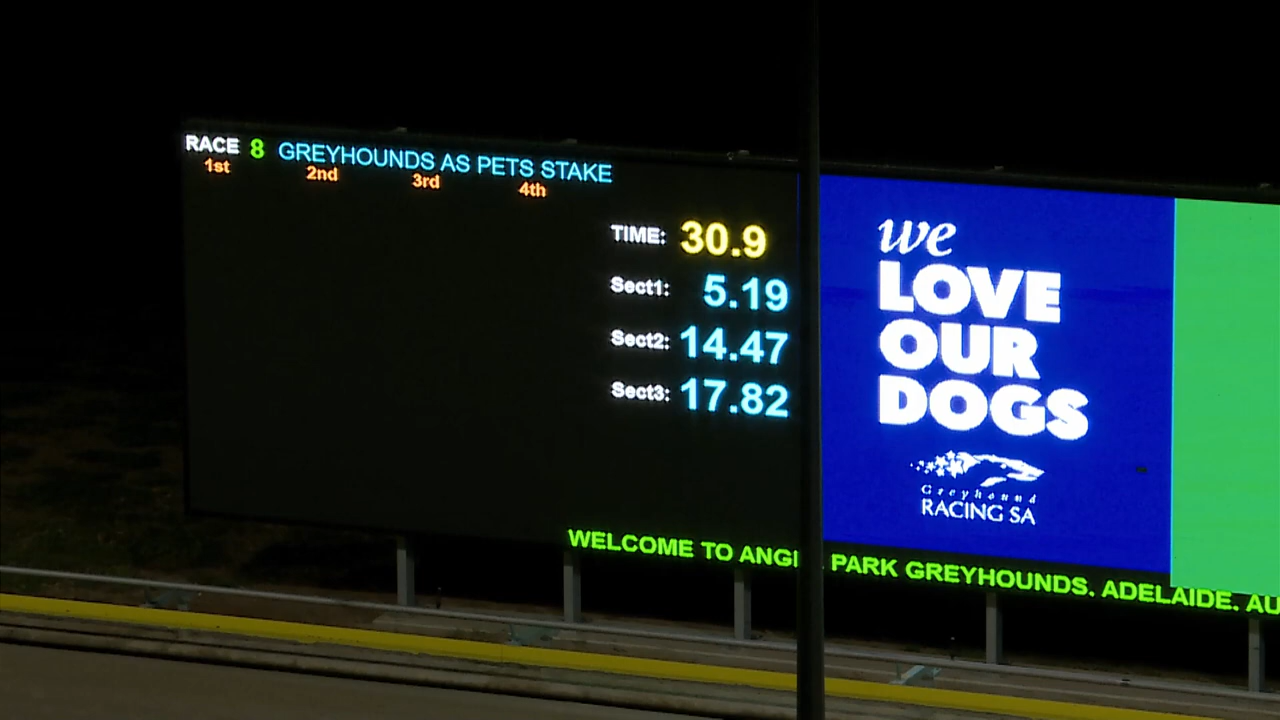 RACE 8 GREYHOUNDS AS PETS STAKE
1st 2nd 3rd 4th
TIME: 30.9
Sect1: 5.19
Sect2: 14.47
Sect3: 17.82
we
LOVE
OUR
DOGS
Greyhound
RACING SA
WELCOME TO PARK GREYHOUNDS. ADELAIDE. AU